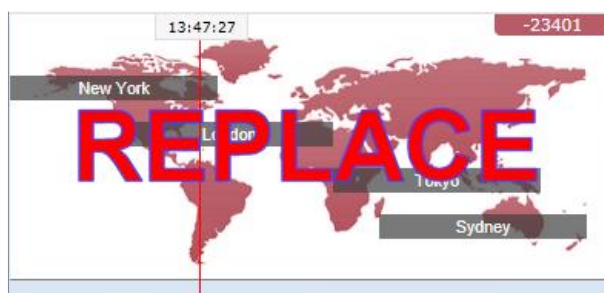 13:47:27
-23401
New York
London
REPLACE
Tokyo
Sydney